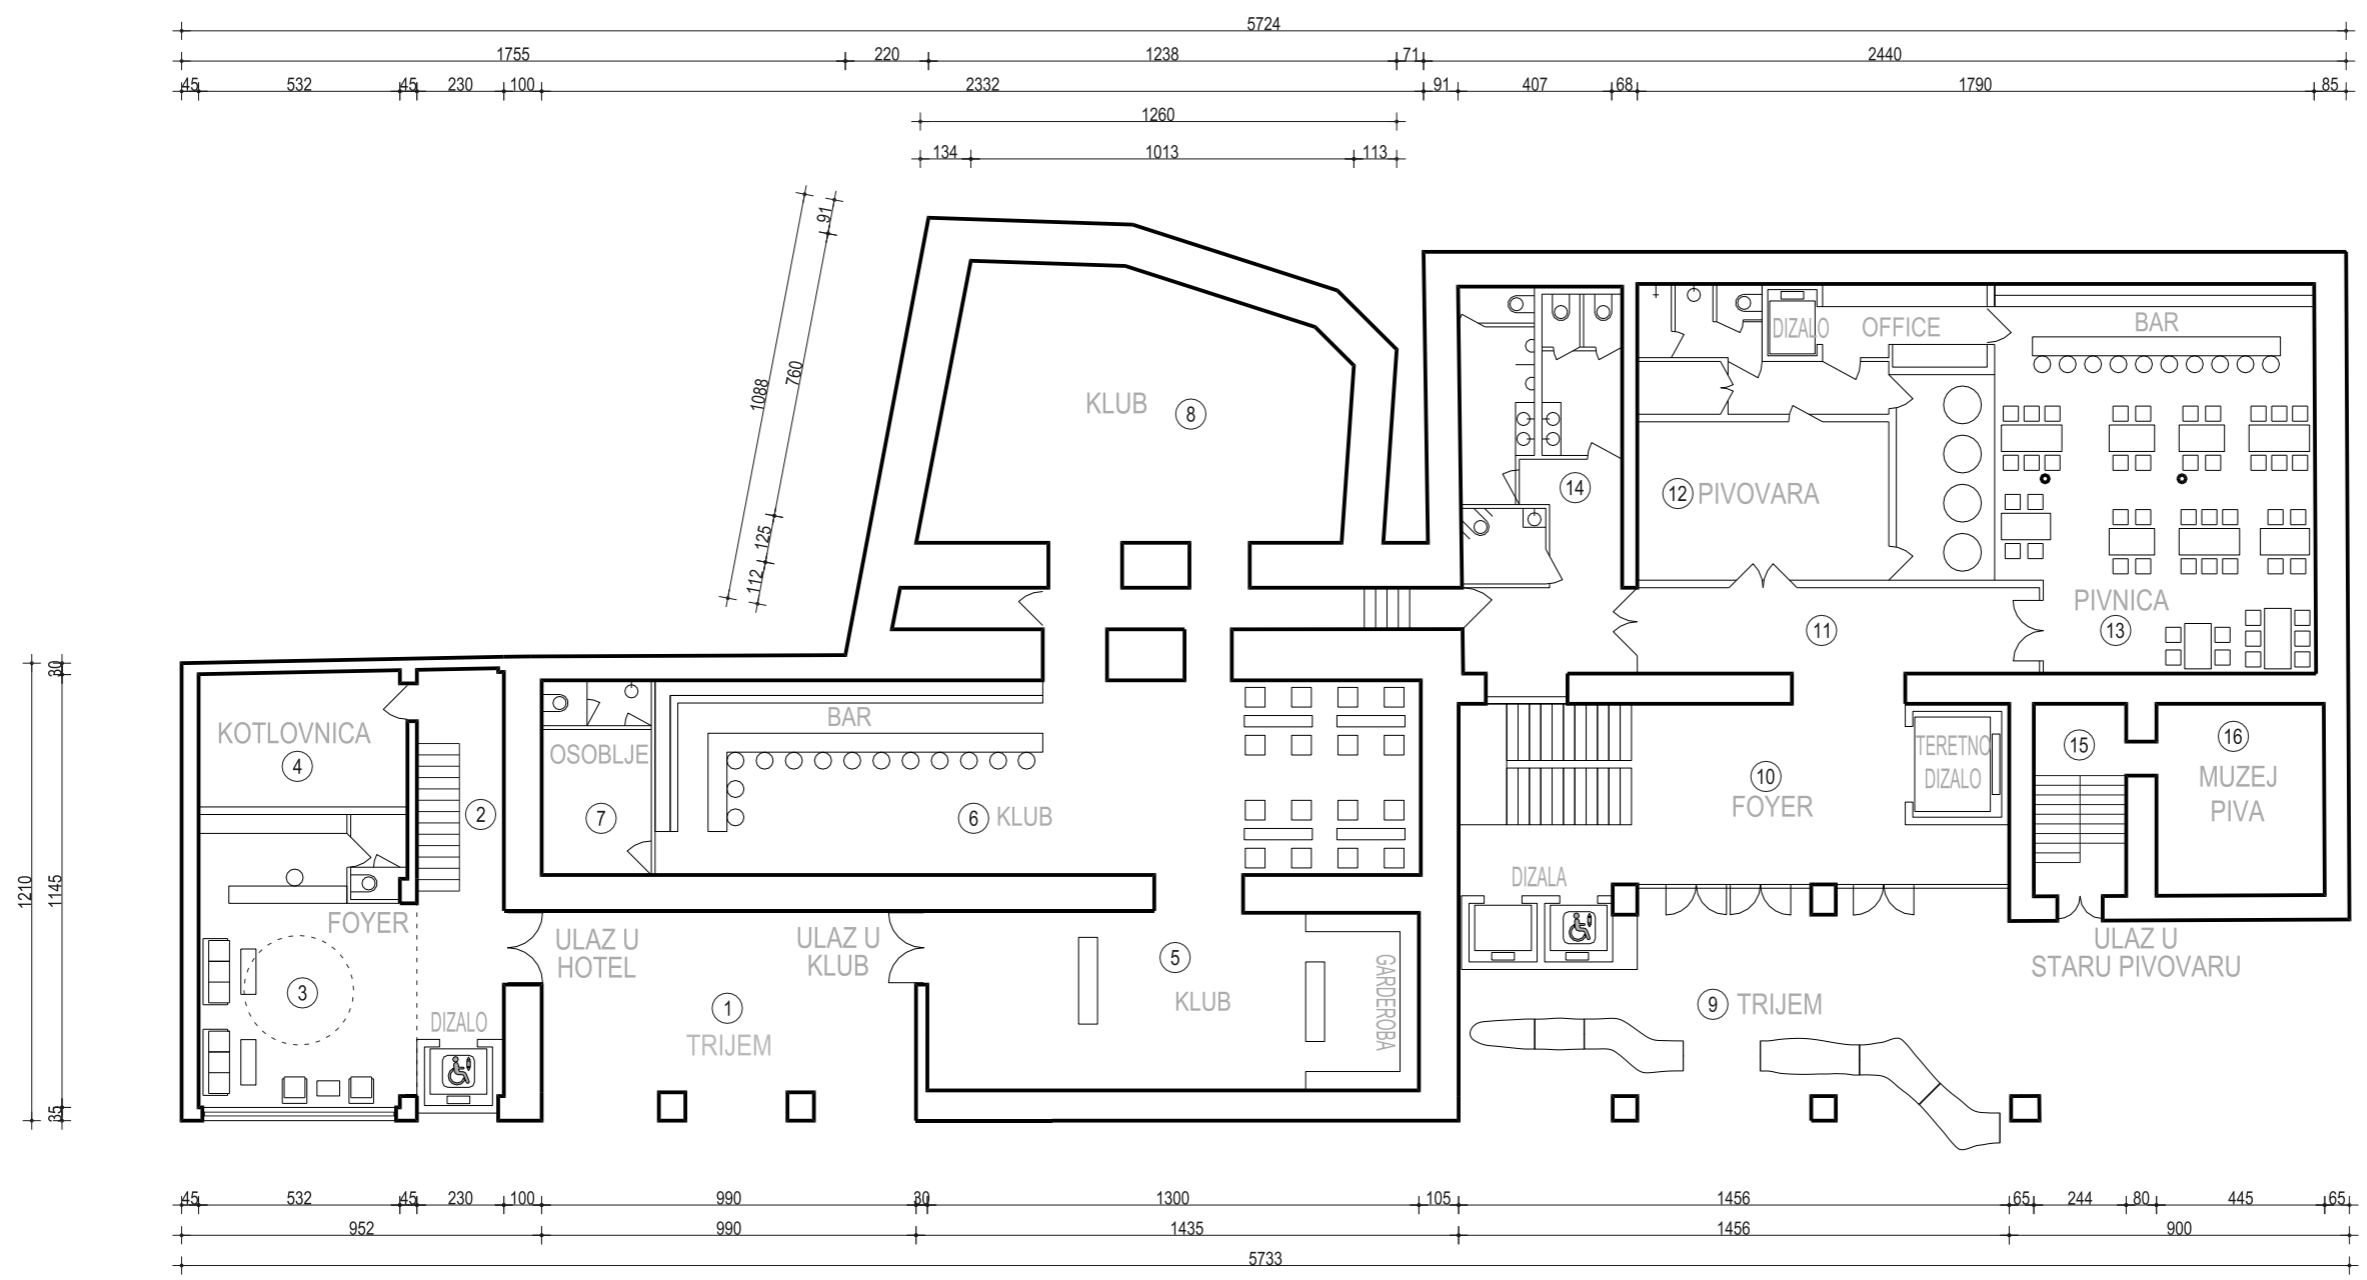 5724
1755 220 1238 71 2440
45 532 45 230 100 2332 91 407 68 1790 85
1260
134 1013 113
91
760
1088
125
112
KLUB 8
DIZALO OFFICE
BAR
14
12 PIVOVARA
11
PIVNICA
13
30
1145
1210
35
KOTLOVNICA
4
2
OSOBLJE
7
BAR
6 KLUB
10
FOYER
TERETNO
DIZALO
15
16
MUZEJ
PIVA
DIZALA
FOYER
3
DIZALO
ULAZ U
HOTEL
ULAZ U
KLUB
1
TRIJEM
5
KLUB
GARDEROBA
9 TRIJEM
ULAZ U
STARU PIVOVARU
45 532 45 230 100 990 30 1300 105 1456 65 244 80 445 65
952 990 1435 1456 900
5733